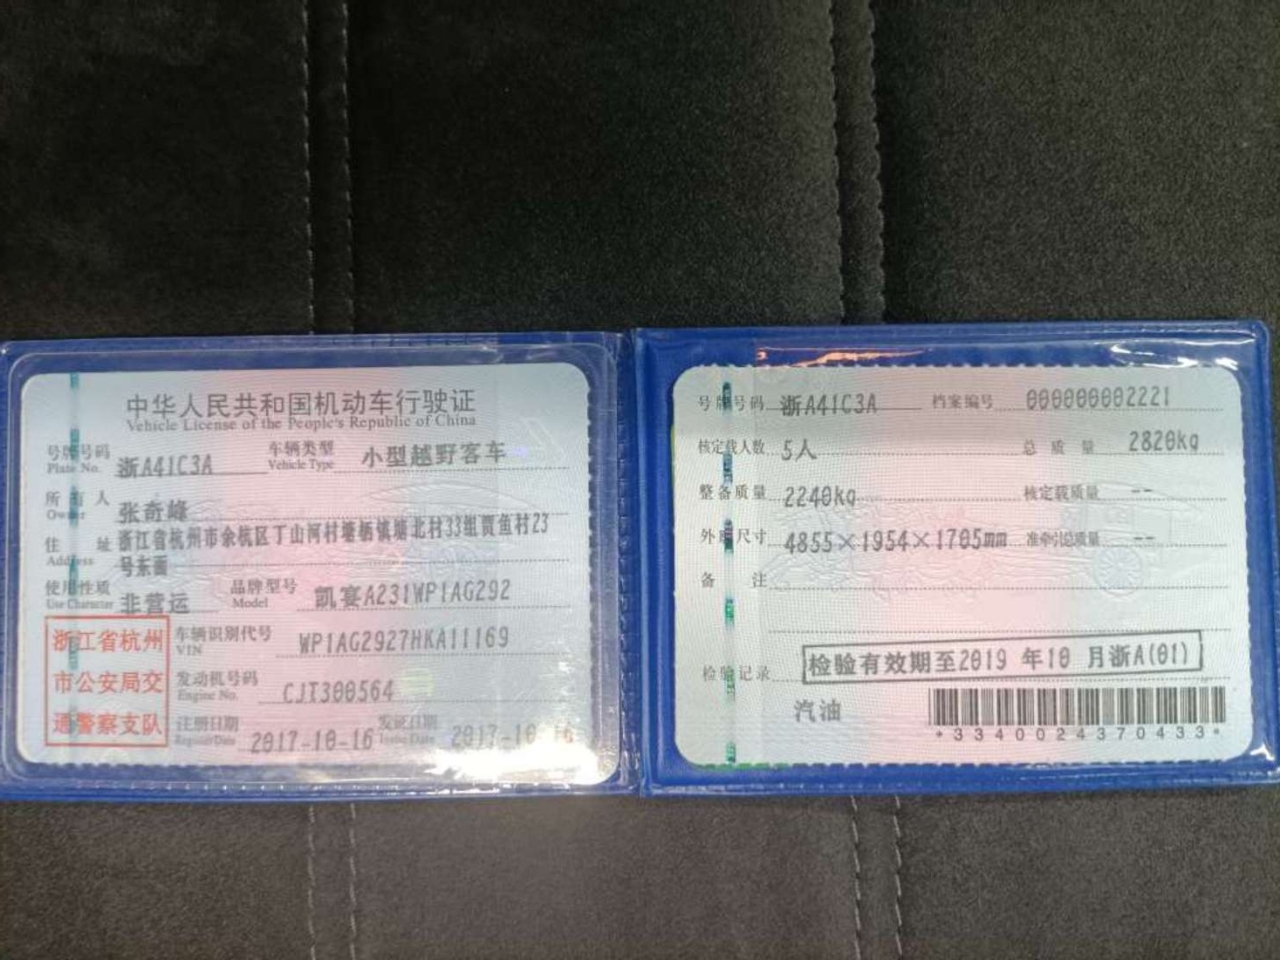 中华人民共和国机动车行驶证
Vehicle License of the People's Republic of China
号牌号码 浙A41C3A 车辆类型 小型越野客车
Plate No. Vehicle Type
所有人 张奇峰
Owner
住址 浙江省杭州市余杭区丁山河村塘栖镇塘北村33组贾鱼村23
Address 号东面
使用性质 非营运 品牌型号 凯宴A231WP1AG292
Use Character Model
浙江省杭州
市公安局交
通警察支队
车辆识别代号 WP1AG2927HKA11169
VIN
发动机号码 CJT300564
Engine No.
注册日期 2017-10-16 发证日期 2017-10-16
Register Date Issue Date
号牌号码 浙A41C3A 档案编号 000000002221
核定载人数 5人 总质量 2820kg
整备质量 2240kg 核定载质量 --
外廓尺寸 4855×1954×1705mm 准牵引总质量 --
备注
检验记录 检验有效期至2019年10月浙A(01)
汽油
*3340024370433*